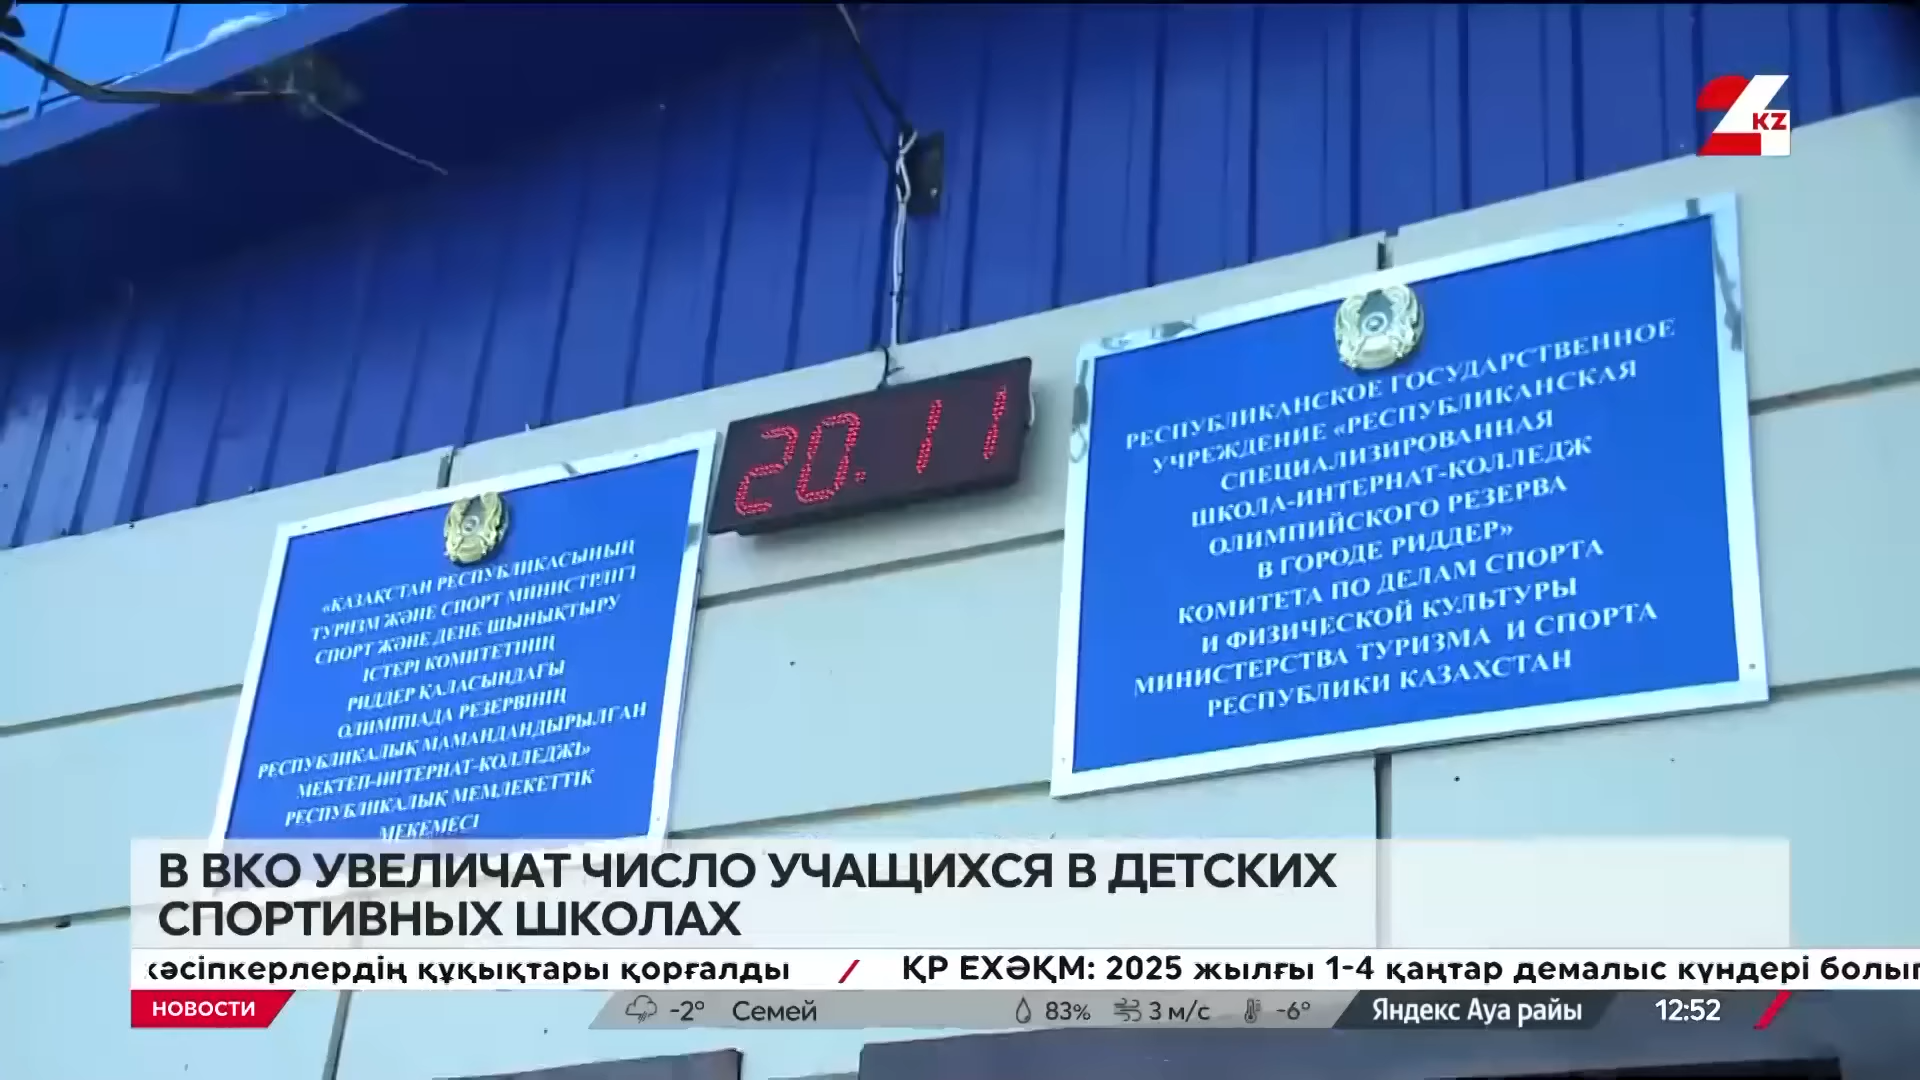 24
KZ
20.11
РЕСПУБЛИКАНСКОЕ ГОСУДАРСТВЕННОЕ
УЧРЕЖДЕНИЕ «РЕСПУБЛИКАНСКАЯ
СПЕЦИАЛИЗИРОВАННАЯ
ШКОЛА-ИНТЕРНАТ-КОЛЛЕДЖ
ОЛИМПИЙСКОГО РЕЗЕРВА
В ГОРОДЕ РИДДЕР»
КОМИТЕТА ПО ДЕЛАМ СПОРТА
И ФИЗИЧЕСКОЙ КУЛЬТУРЫ
МИНИСТЕРСТВА ТУРИЗМА И СПОРТА
РЕСПУБЛИКИ КАЗАХСТАН
«ҚАЗАҚСТАН РЕСПУБЛИКАСЫНЫҢ
ТУРИЗМ ЖӘНЕ СПОРТ МИНИСТРЛІГІ
СПОРТ ЖӘНЕ ДЕНЕ ШЫНЫҚТЫРУ
ІСТЕРІ КОМИТЕТІНІҢ
РИДДЕР ҚАЛАСЫНДАҒЫ
ОЛИМПИАДА РЕЗЕРВІНІҢ
РЕСПУБЛИКАЛЫҚ МАМАНДАНДЫРЫЛҒАН
МЕКТЕП-ИНТЕРНАТ-КОЛЛЕДЖІ»
РЕСПУБЛИКАЛЫҚ МЕМЛЕКЕТТІК
МЕКЕМЕСІ
В ВКО УВЕЛИЧАТ ЧИСЛО УЧАЩИХСЯ В ДЕТСКИХ
СПОРТИВНЫХ ШКОЛАХ
кәсіпкерлердің құқықтары қорғалды / ҚР ЕХӘҚМ: 2025 жылғы 1-4 қаңтар демалыс күндері болып
НОВОСТИ -2° Семей 83% 3 м/с -6° Яндекс Ауа райы 12:52